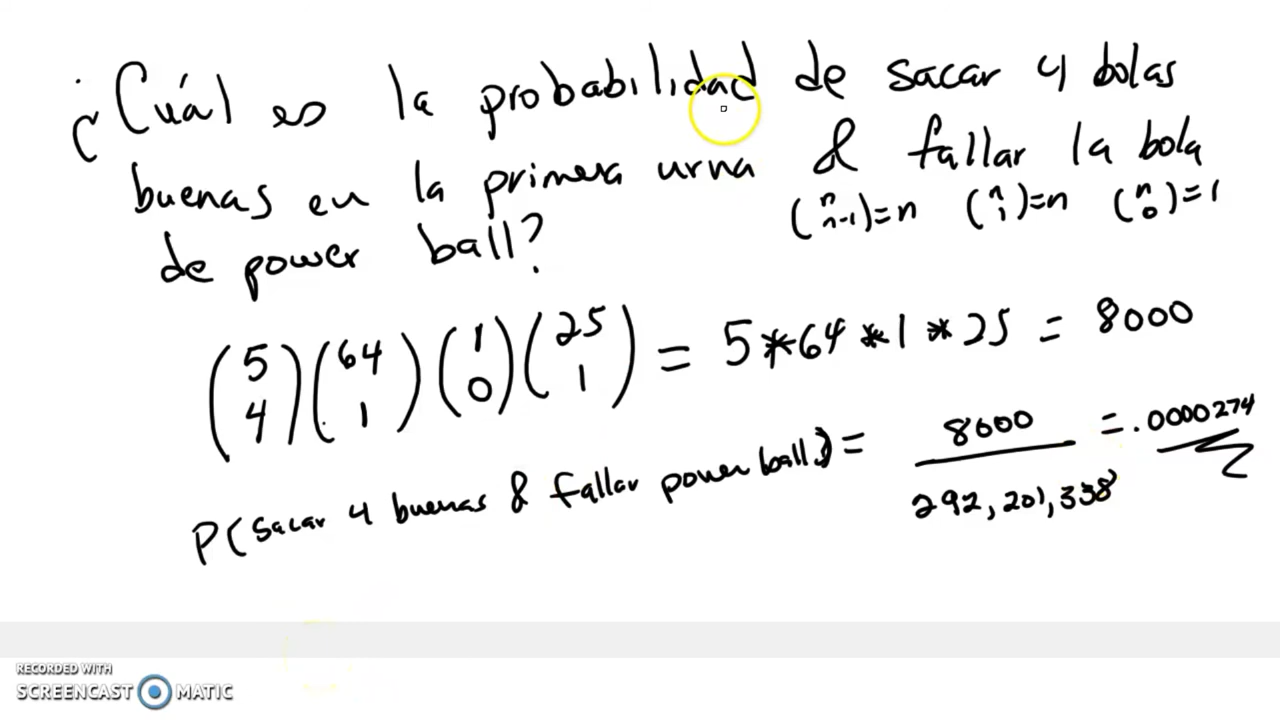 ¿Cuál es la probabilidad de sacar 4 bolas
buenas en la primera urna & fallar la bola
de power ball?
(n n-1)=n (n 1)=n (n 0)=1
(5 4)(64 1)(1 0)(25 1) = 5*64*1*25 = 8000
P(sacar 4 buenas & fallar power ball) = 8000 / 292,201,338 = .0000274
RECORDED WITH
SCREENCAST MATIC